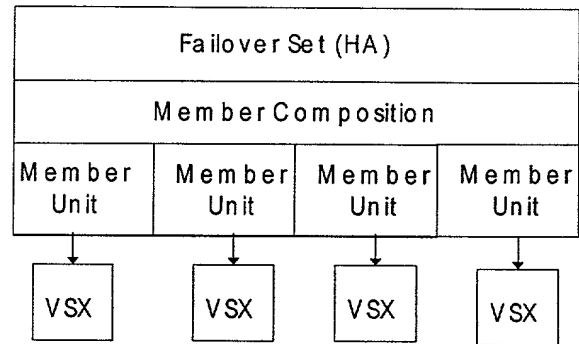 Failover Set (HA)
Member Composition
Member Unit
Member Unit
Member Unit
Member Unit
VSX
VSX
VSX
VSX